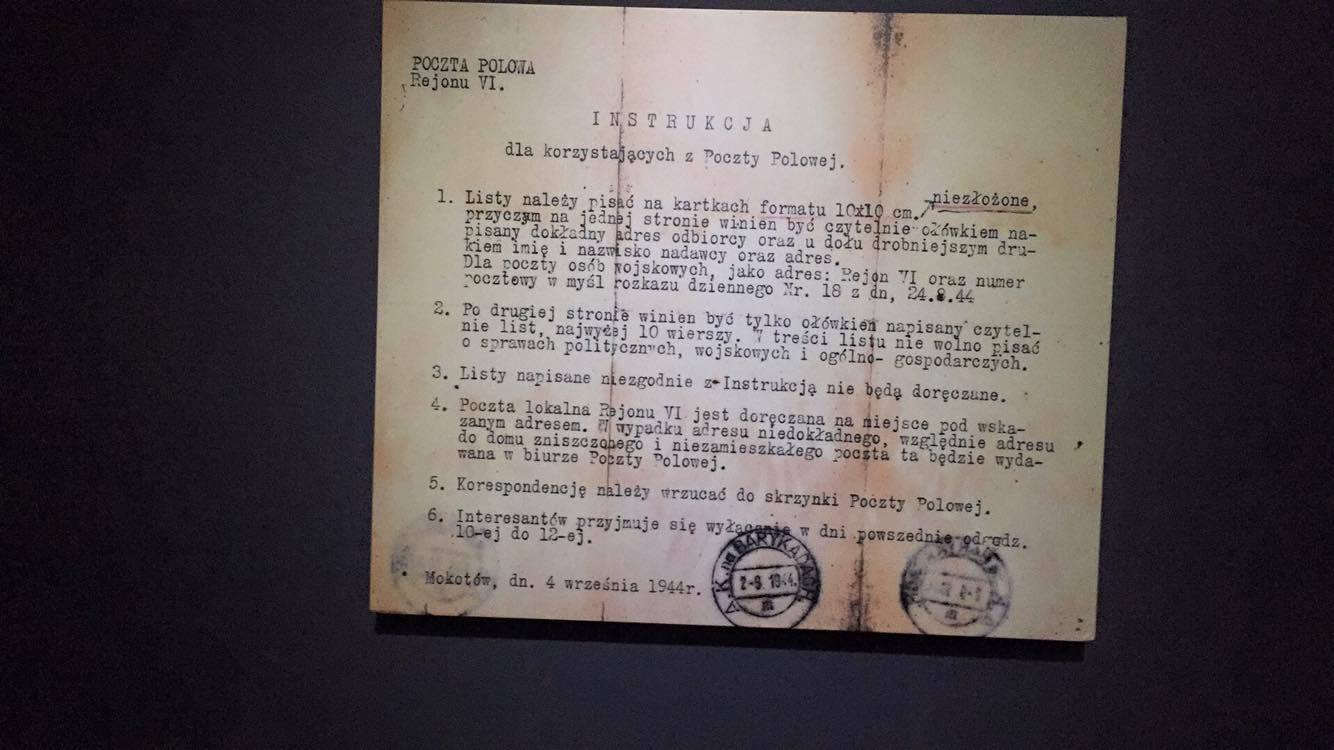 POCZTA POLOWA
Rejonu VI.
INSTRUKCJA
dla korzystających z Poczty Polowej.
niezłożone,
1. Listy należy pisać na kartkach formatu 10x10 cm.
przyczym na jednej stronie winien być czytelnie ołówkiem na-
pisany dokładny adres odbiorcy oraz u dołu drobniejszym dru-
kiem imię i nazwisko nadawcy oraz adres.
Dla poczty osób wojskowych, jako adres: Rejon VI oraz numer
pocztowy w myśl rozkazu dziennego Nr. 18 z dn, 24.8.44
2. Po drugiej stronie winien być tylko ołówkiem napisany czytel-
nie list, najwyżej 10 wierszy. W treści listu nie wolno pisać
o sprawach politycznych, wojskowych i ogólno- gospodarczych.
3. Listy napisane niezgodnie z Instrukcją nie będą doręczane.
4. Poczta lokalna Rejonu VI jest doręczana na miejsce pod wska-
zanym adresem. W wypadku adresu niedokładnego, względnie adresu
do domu zniszczonego i niezamieszkałego poczta ta będzie wyda-
wana w biurze Poczty Polowej.
5. Korespondencję należy wrzucać do skrzynki Poczty Polowej.
6. Interesantów przyjmuje się wyłącznie w dni powszednie od godz.
10-ej do 12-ej.
Mokotów, dn. 4 września 1944r.
A.K. na BARYKADACH.
2-9.1944.
m